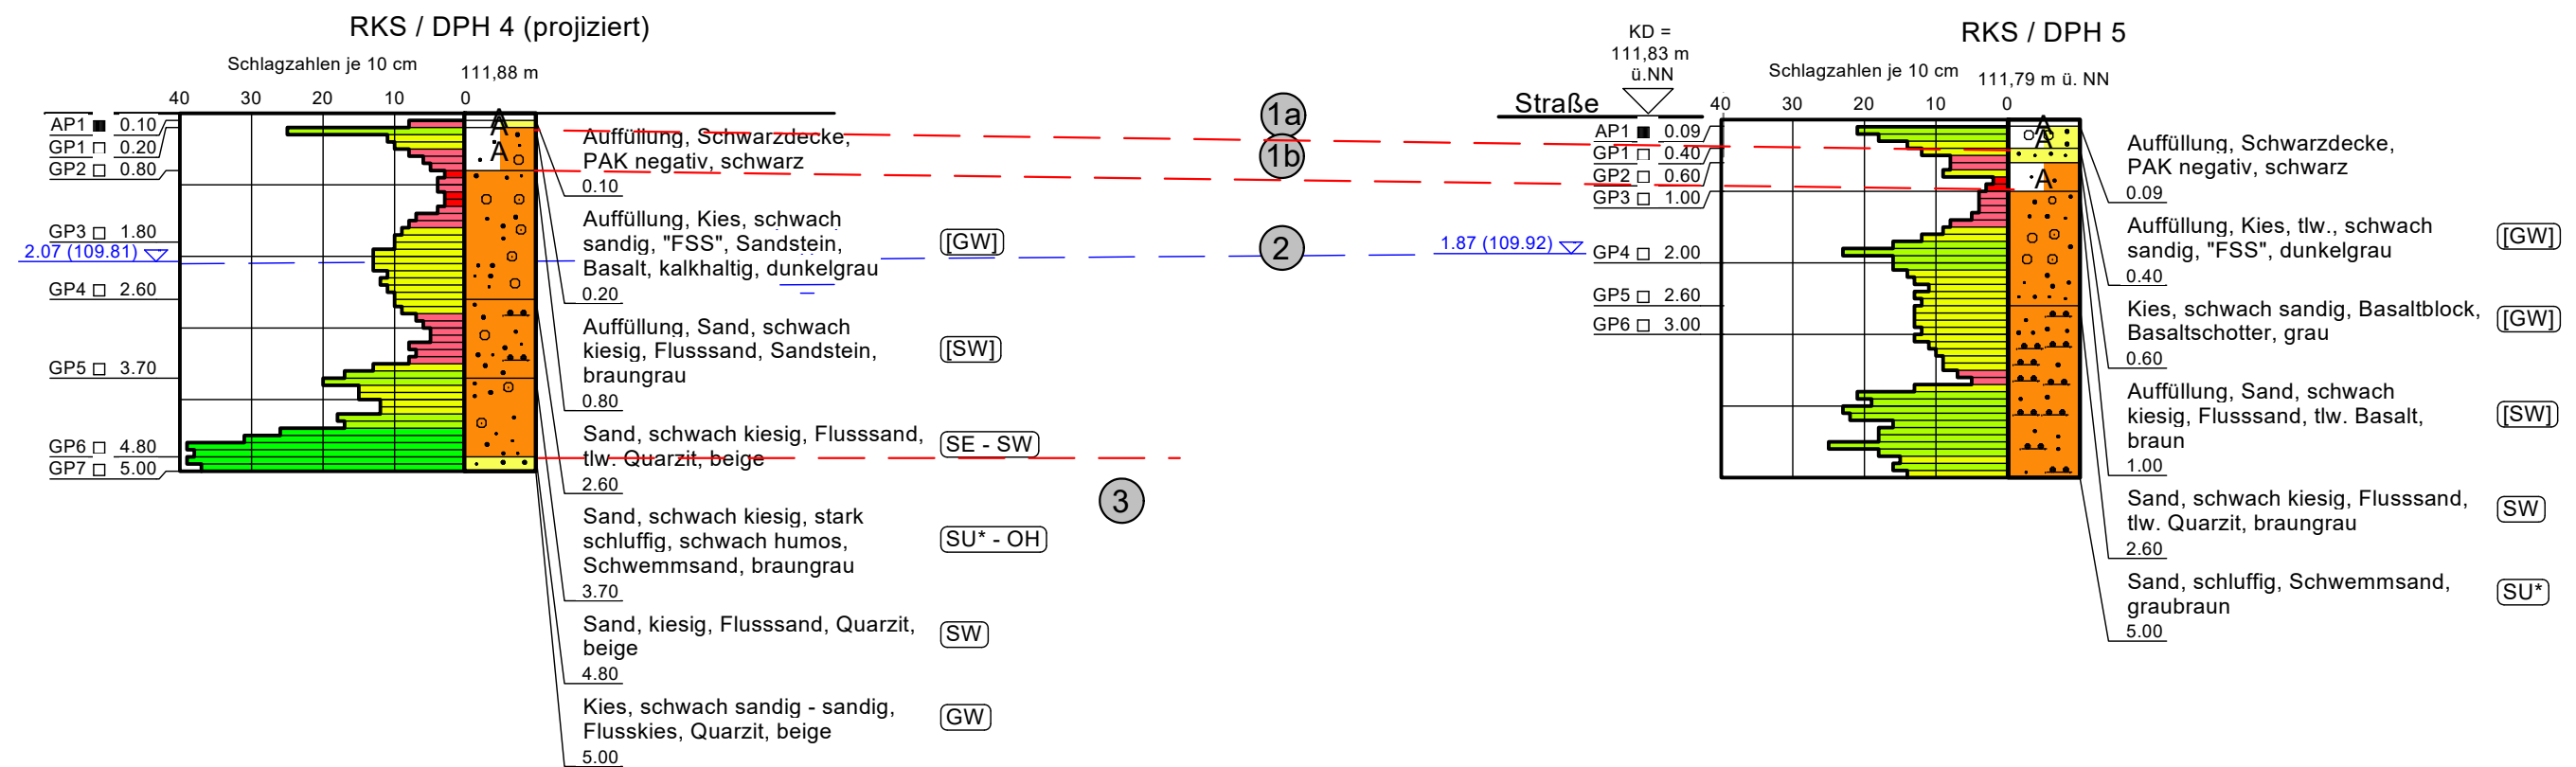 RKS / DPH 4 (projiziert)
Schlagzahlen je 10 cm
111,88 m
40 30 20 10 0
AP1 0.10
GP1 0.20
GP2 0.80
GP3 1.80
2.07 (109.81)
GP4 2.60
GP5 3.70
GP6 4.80
GP7 5.00
A
A
Auffüllung, Schwarzdecke,
PAK negativ, schwarz
0.10
Auffüllung, Kies, schwach
sandig, "FSS", Sandstein,
Basalt, kalkhaltig, dunkelgrau
0.20
[GW]
Auffüllung, Sand, schwach
kiesig, Flusssand, Sandstein,
braungrau
0.80
[SW]
Sand, schwach kiesig, Flusssand,
tlw. Quarzit, beige
2.60
SE - SW
Sand, schwach kiesig, stark
schluffig, schwach humos,
Schwemmsand, braungrau
3.70
SU* - OH
Sand, kiesig, Flusssand, Quarzit,
beige
4.80
SW
Kies, schwach sandig - sandig,
Flusskies, Quarzit, beige
5.00
GW
1a
1b
2
3
KD =
111,83 m
ü.NN
Straße
RKS / DPH 5
Schlagzahlen je 10 cm
111,79 m ü. NN
40 30 20 10 0
AP1 0.09
GP1 0.40
GP2 0.60
GP3 1.00
1.87 (109.92)
GP4 2.00
GP5 2.60
GP6 3.00
A
A
A
Auffüllung, Schwarzdecke,
PAK negativ, schwarz
0.09
Auffüllung, Kies, tlw., schwach
sandig, "FSS", dunkelgrau
0.40
[GW]
Kies, schwach sandig, Basaltblock,
Basaltschotter, grau
0.60
[GW]
Auffüllung, Sand, schwach
kiesig, Flusssand, tlw. Basalt,
braun
1.00
[SW]
Sand, schwach kiesig, Flusssand,
tlw. Quarzit, braungrau
2.60
SW
Sand, schluffig, Schwemmsand,
graubraun
5.00
SU*